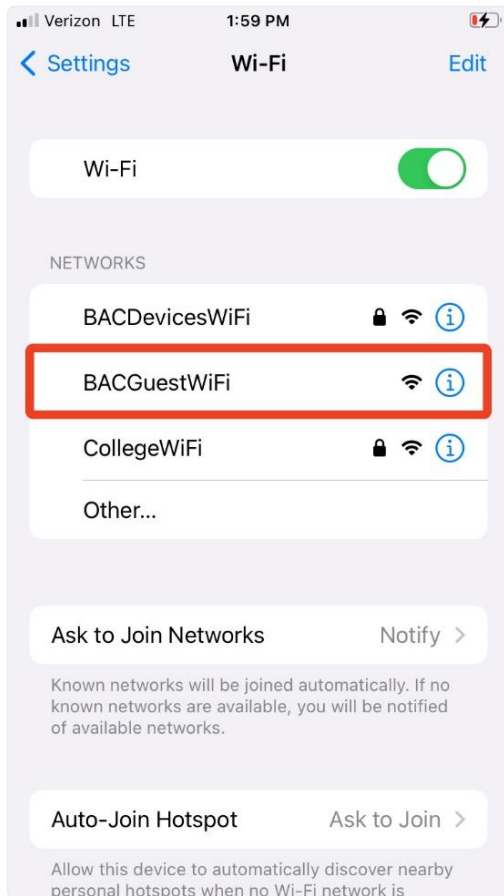 Verizon LTE 1:59 PM
Settings Wi-Fi Edit
Wi-Fi
NETWORKS
BACDevicesWiFi
BACGuestWiFi
CollegeWiFi
Other...
Ask to Join Networks Notify
Known networks will be joined automatically. If no
known networks are available, you will be notified
of available networks.
Auto-Join Hotspot Ask to Join
Allow this device to automatically discover nearby
personal hotspots when no Wi-Fi network is